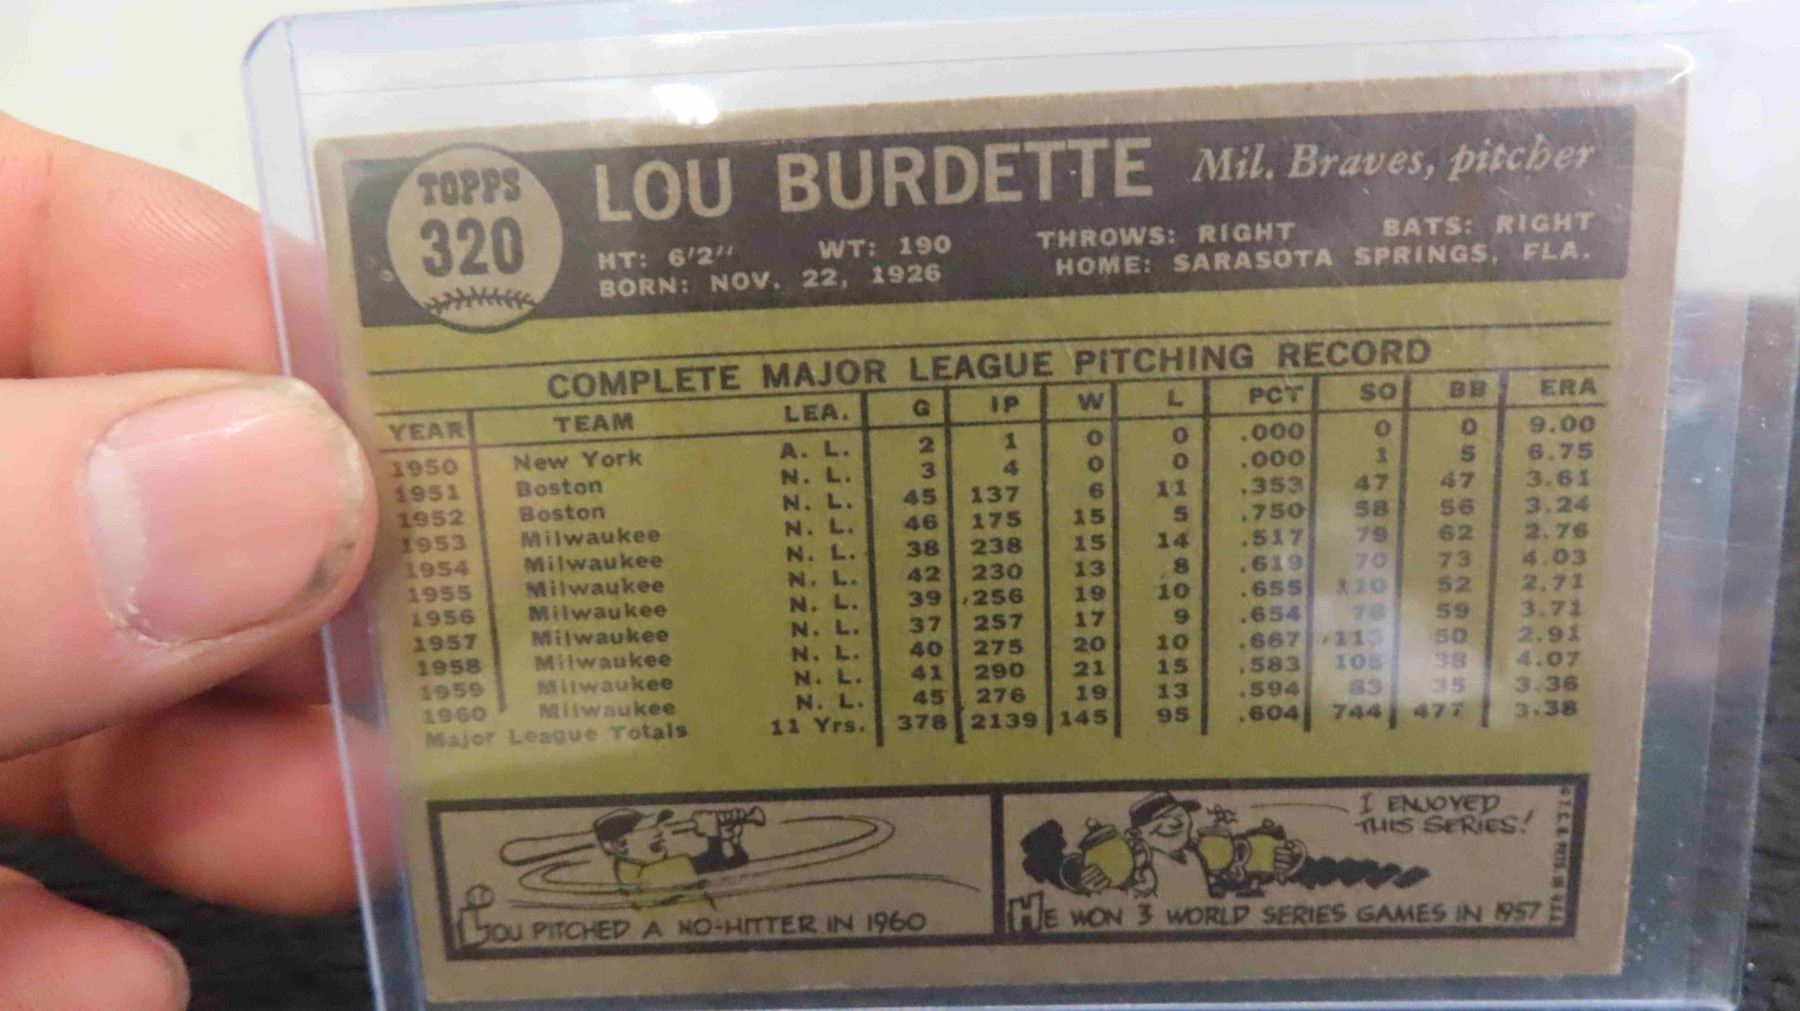 TOPPS
320
LOU BURDETTE Mil. Braves, pitcher
HT: 6'2" WT: 190 THROWS: RIGHT BATS: RIGHT
BORN: NOV. 22, 1926 HOME: SARASOTA SPRINGS, FLA.
COMPLETE MAJOR LEAGUE PITCHING RECORD
YEAR TEAM LEA. G IP W L PCT SO BB ERA
1950 New York A. L. 2 1 0 0 .000 0 0 9.00
1951 Boston N. L. 3 4 0 0 .000 1 5 6.75
1952 Boston N. L. 45 137 6 11 .353 47 47 3.61
1953 Milwaukee N. L. 46 175 15 5 .750 58 56 3.24
1954 Milwaukee N. L. 38 238 15 14 .517 79 62 2.76
1955 Milwaukee N. L. 42 230 13 8 .619 70 73 4.03
1956 Milwaukee N. L. 39 256 19 10 .655 110 52 2.71
1957 Milwaukee N. L. 37 257 17 9 .654 78 59 3.71
1958 Milwaukee N. L. 40 275 20 10 .667 113 50 2.91
1959 Milwaukee N. L. 41 290 21 15 .583 105 38 4.07
1960 Milwaukee N. L. 45 276 19 13 .594 83 35 3.36
Major League Totals 11 Yrs. 378 2139 145 95 .604 744 477 3.38
LOU PITCHED A NO-HITTER IN 1960
I ENJOYED
THIS SERIES!
HE WON 3 WORLD SERIES GAMES IN 1957